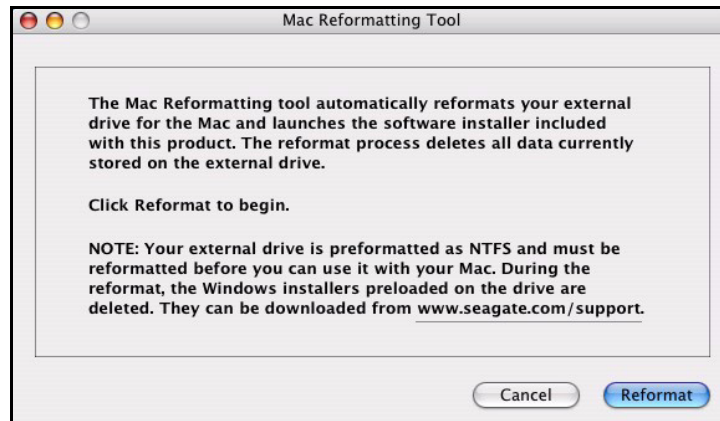 Mac Reformatting Tool
The Mac Reformatting tool automatically reformats your external
drive for the Mac and launches the software installer included
with this product. The reformat process deletes all data currently
stored on the external drive.
Click Reformat to begin.
NOTE: Your external drive is preformatted as NTFS and must be
reformatted before you can use it with your Mac. During the
reformat, the Windows installers preloaded on the drive are
deleted. They can be downloaded from www.seagate.com/support.
Cancel Reformat